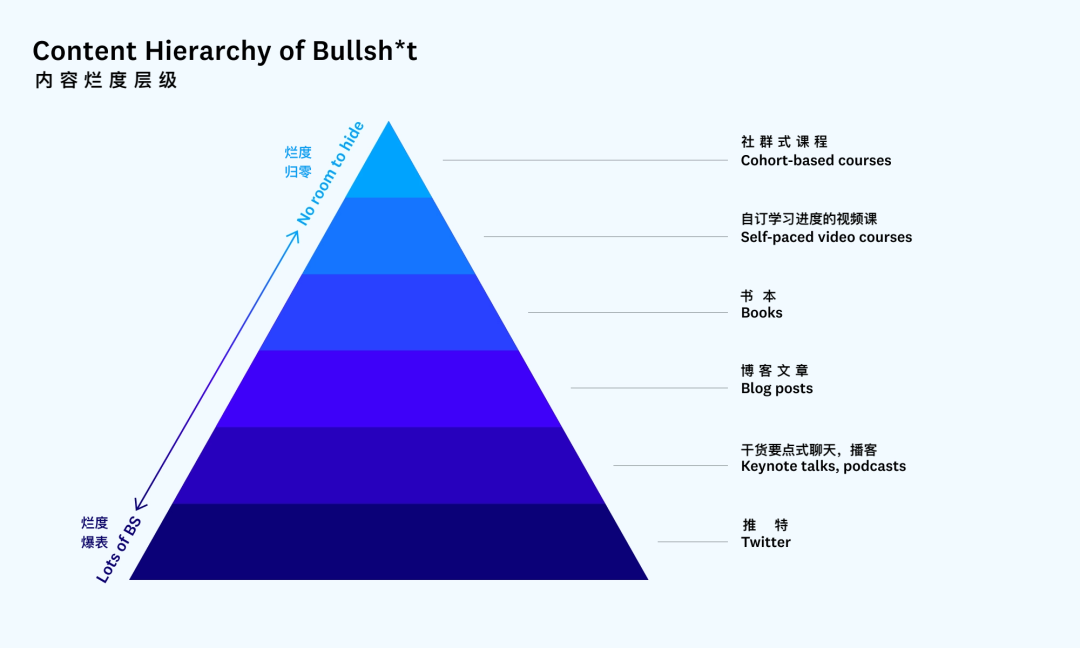 Content Hierarchy of Bullsh*t
内容烂度层级
烂度
归零
No room to hide
社群式课程
Cohort-based courses
自订学习进度的视频课
Self-paced video courses
书本
Books
博客文章
Blog posts
干货要点式聊天，播客
Keynote talks, podcasts
烂度
爆表
Lots of BS
推特
Twitter